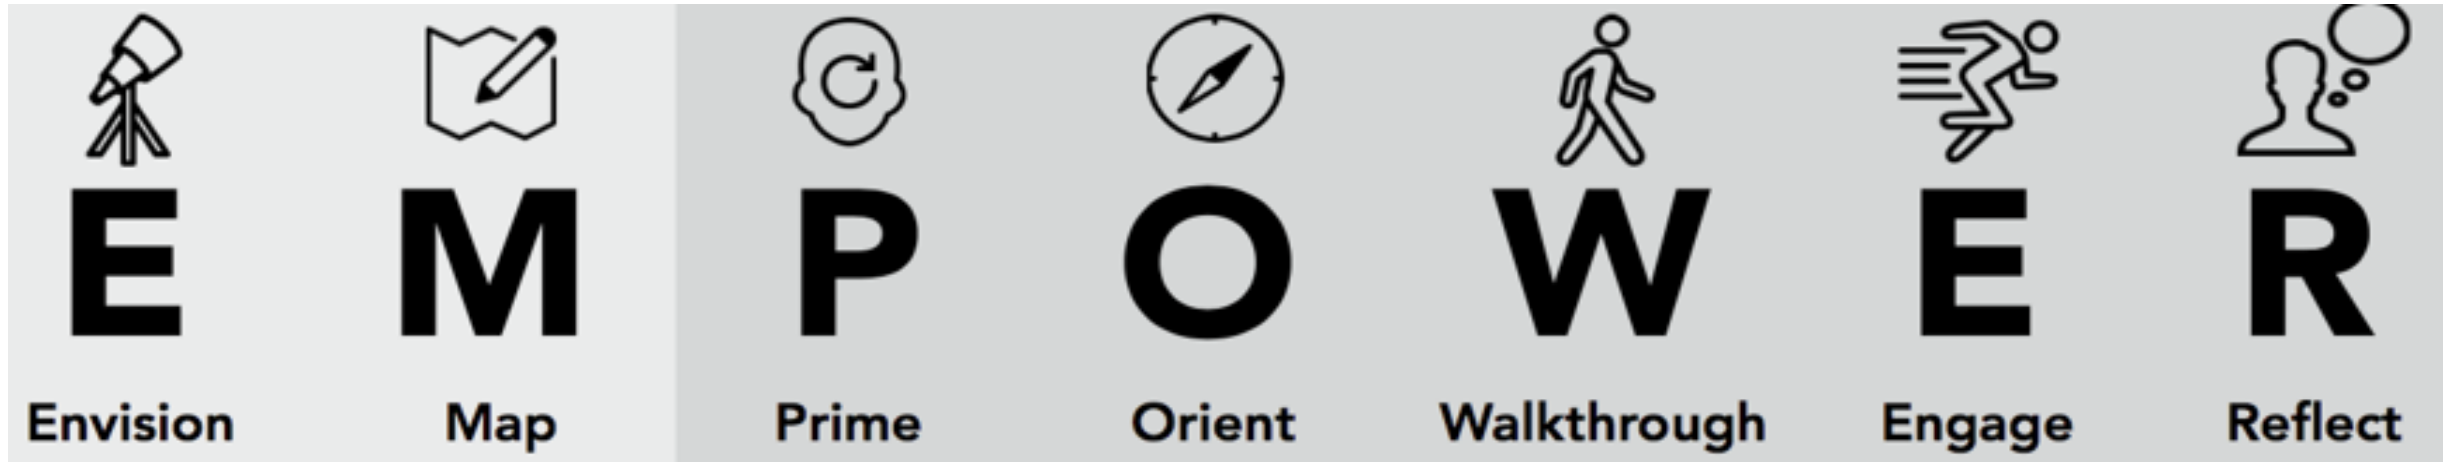 E M P O W E R
Envision Map Prime Orient Walkthrough Engage Reflect